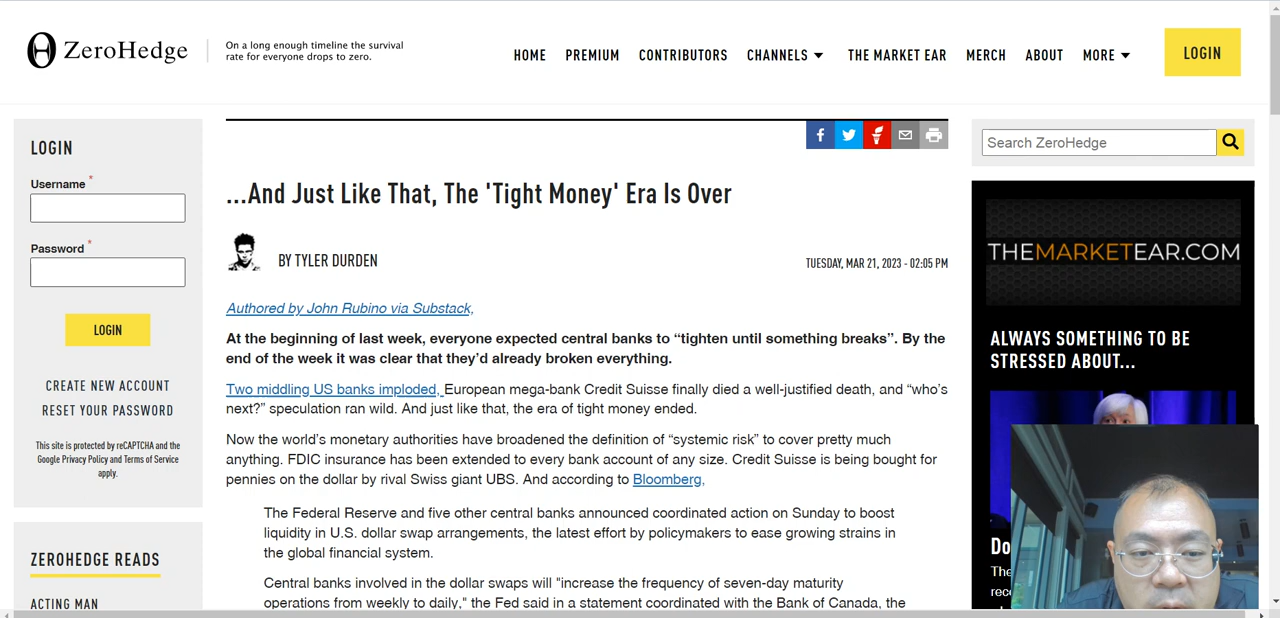 ZeroHedge
On a long enough timeline the survival
rate for everyone drops to zero.
HOME PREMIUM CONTRIBUTORS CHANNELS THE MARKET EAR MERCH ABOUT MORE LOGIN
LOGIN
Username *
Password *
LOGIN
CREATE NEW ACCOUNT
RESET YOUR PASSWORD
This site is protected by reCAPTCHA and the
Google Privacy Policy and Terms of Service
apply.
ZEROHEDGE READS
ACTING MAN
...And Just Like That, The 'Tight Money' Era Is Over
BY TYLER DURDEN
TUESDAY, MAR 21, 2023 - 02:05 PM
Authored by John Rubino via Substack,
At the beginning of last week, everyone expected central banks to “tighten until something breaks”. By the
end of the week it was clear that they’d already broken everything.
Two middling US banks imploded, European mega-bank Credit Suisse finally died a well-justified death, and “who’s
next?” speculation ran wild. And just like that, the era of tight money ended.
Now the world’s monetary authorities have broadened the definition of “systemic risk” to cover pretty much
anything. FDIC insurance has been extended to every bank account of any size. Credit Suisse is being bought for
pennies on the dollar by rival Swiss giant UBS. And according to Bloomberg,
The Federal Reserve and five other central banks announced coordinated action on Sunday to boost
liquidity in U.S. dollar swap arrangements, the latest effort by policymakers to ease growing strains in
the global financial system.
Central banks involved in the dollar swaps will "increase the frequency of seven-day maturity
operations from weekly to daily," the Fed said in a statement coordinated with the Bank of Canada, the
Search ZeroHedge
THEMARKETEAR.COM
ALWAYS SOMETHING TO BE
STRESSED ABOUT...
Do
The
rec